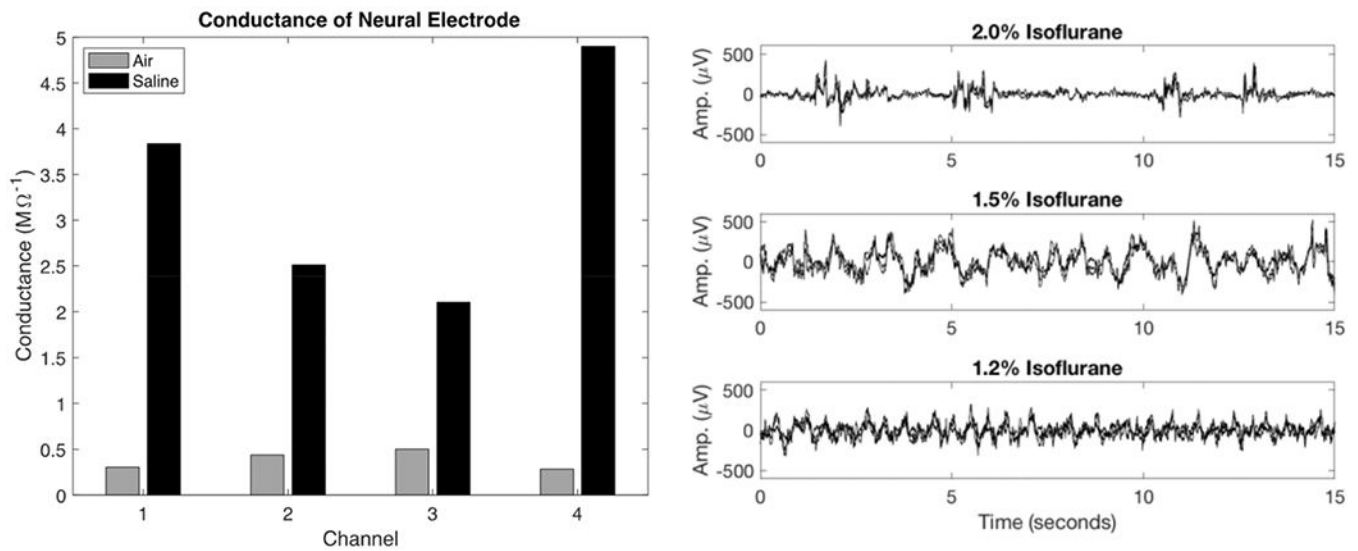 Conductance of Neural Electrode
5
4.5
4
3.5
3
2.5
2
1.5
1
0.5
0
Conductance (MΩ⁻¹)
Air
Saline
1 2 3 4
Channel
2.0% Isoflurane
Amp. (μV)
500
0
-500
0 5 10 15
1.5% Isoflurane
Amp. (μV)
500
0
-500
0 5 10 15
1.2% Isoflurane
Amp. (μV)
500
0
-500
0 5 10 15
Time (seconds)